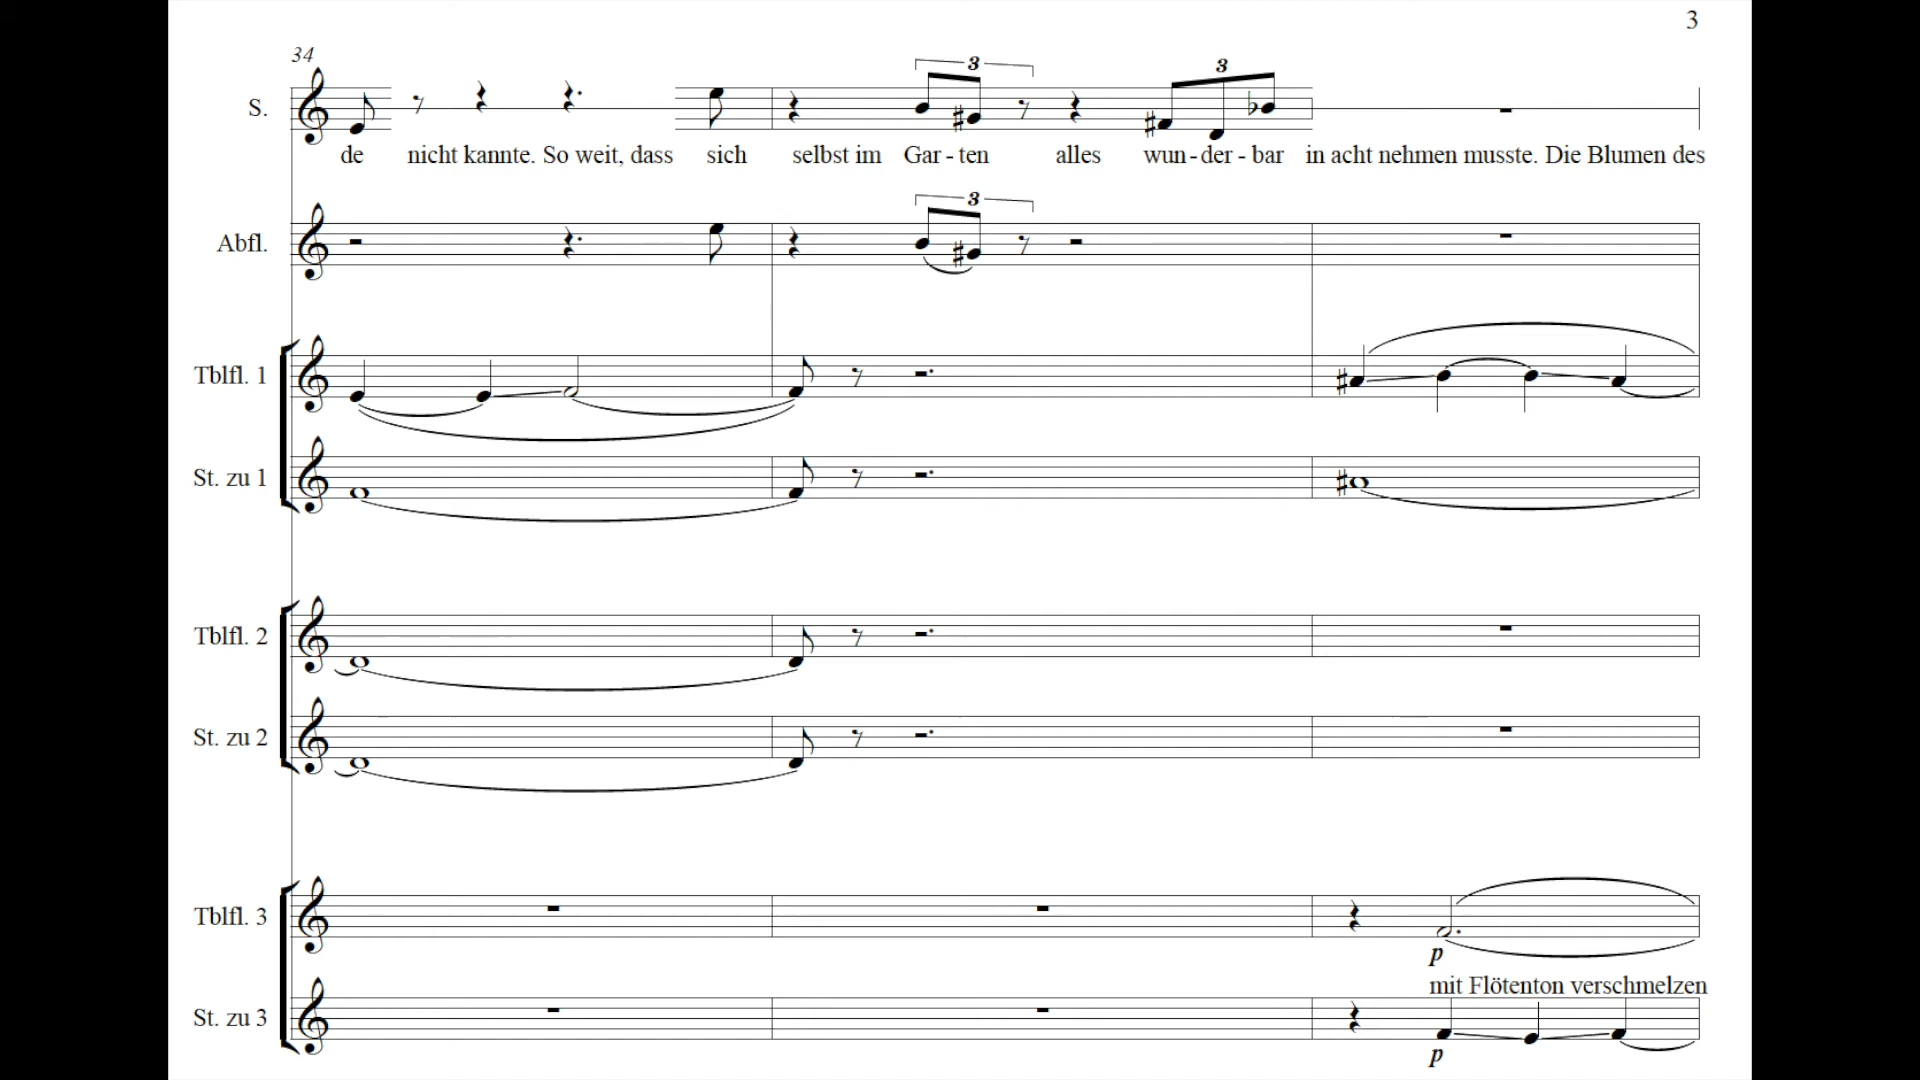 3
34
3
3
S.
de nicht kannte. So weit, dass sich selbst im Gar - ten alles wun - der - bar in acht nehmen musste. Die Blumen des
3
Abfl.
Tblfl. 1
St. zu 1
Tblfl. 2
St. zu 2
Tblfl. 3
p
mit Flötenton verschmelzen
St. zu 3
p